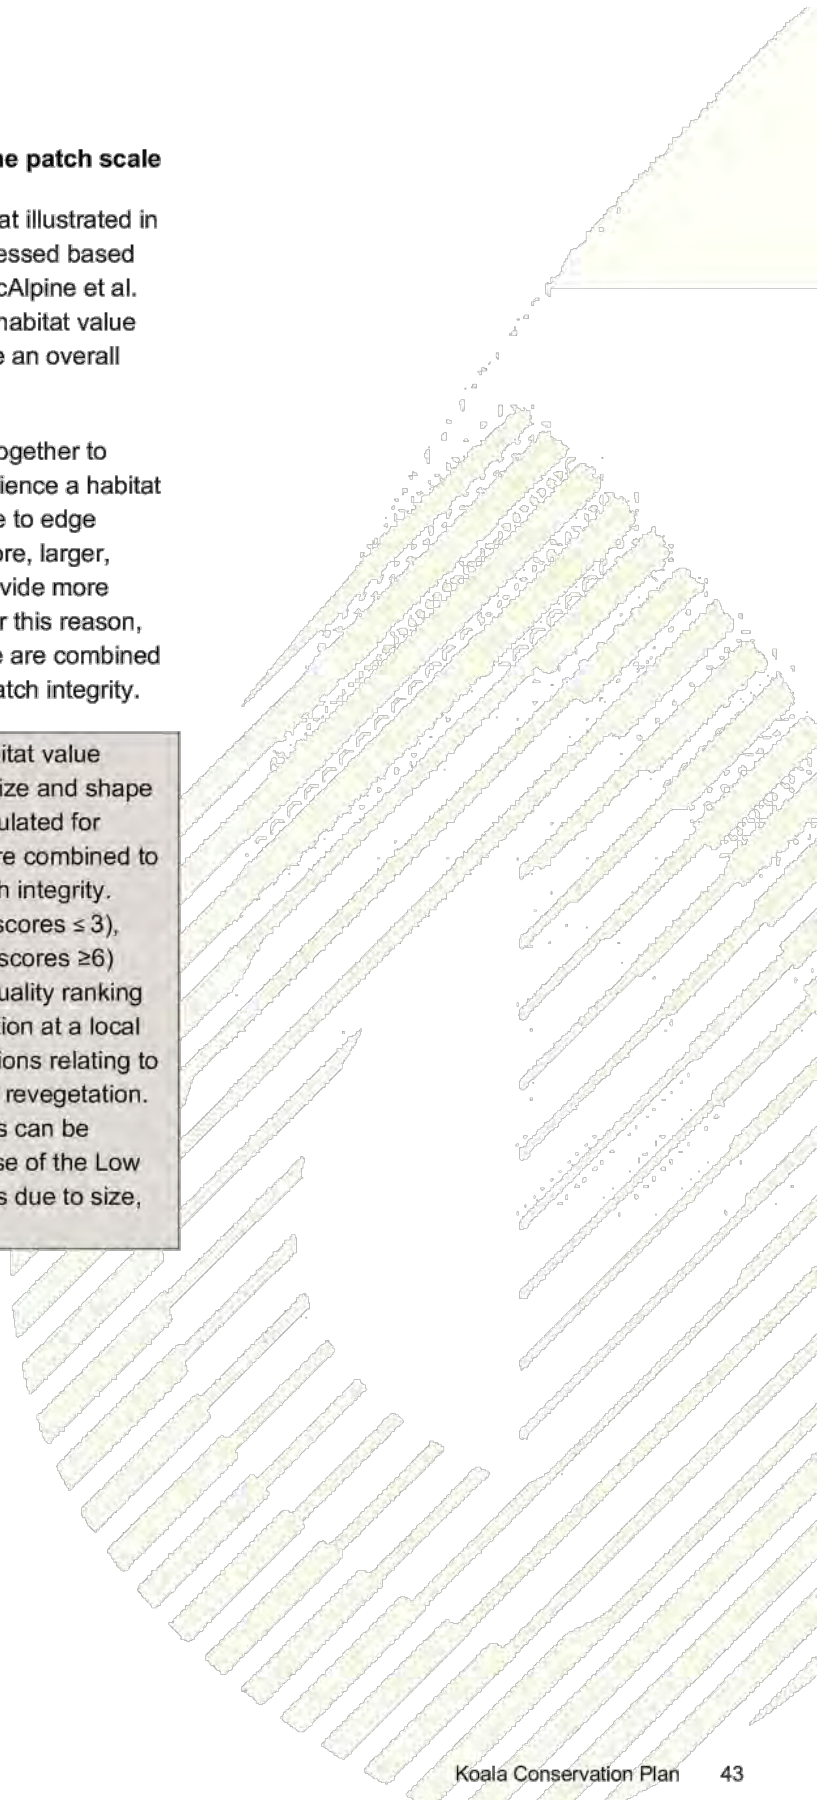 ne patch scale
at illustrated in
essed based
cAlpine et al.
habitat value
e an overall
ogether to
ience a habitat
e to edge
ore, larger,
vide more
r this reason,
e are combined
atch integrity.
itat value
ize and shape
ulated for
re combined to
h integrity.
scores ≤ 3),
scores ≥6)
uality ranking
tion at a local
ions relating to
revegetation.
s can be
se of the Low
s due to size,
Koala Conservation Plan 43